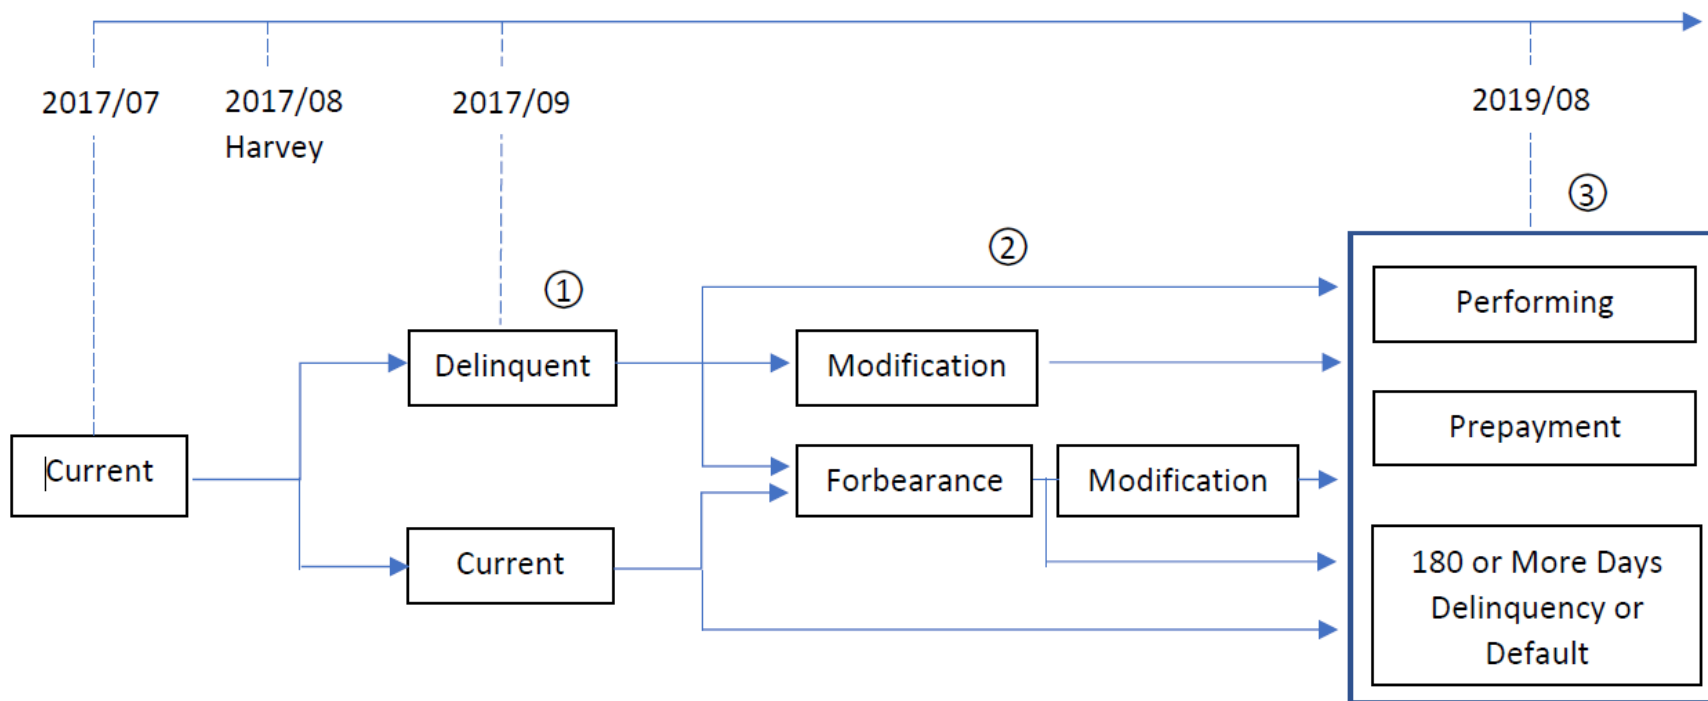 2017/07
2017/08
Harvey
2017/09
2019/08
③
②
①
Performing
Delinquent
Modification
Prepayment
Current
Forbearance
Modification
Current
180 or More Days
Delinquency or
Default